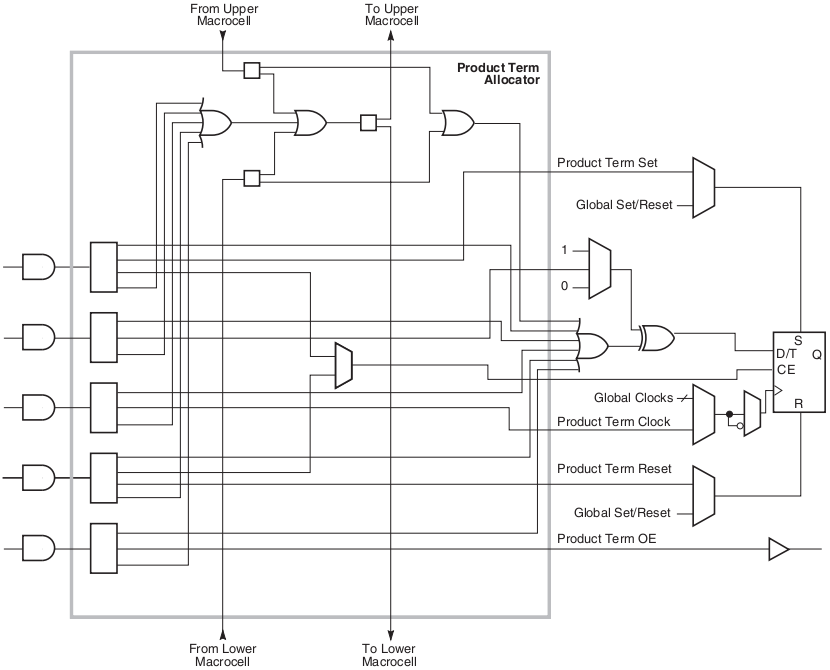 From Upper
Macrocell
To Upper
Macrocell
Product Term
Allocator
Product Term Set
Global Set/Reset
1
0
S
D/T
Q
CE
R
Global Clocks
Product Term Clock
Product Term Reset
Global Set/Reset
Product Term OE
From Lower
Macrocell
To Lower
Macrocell